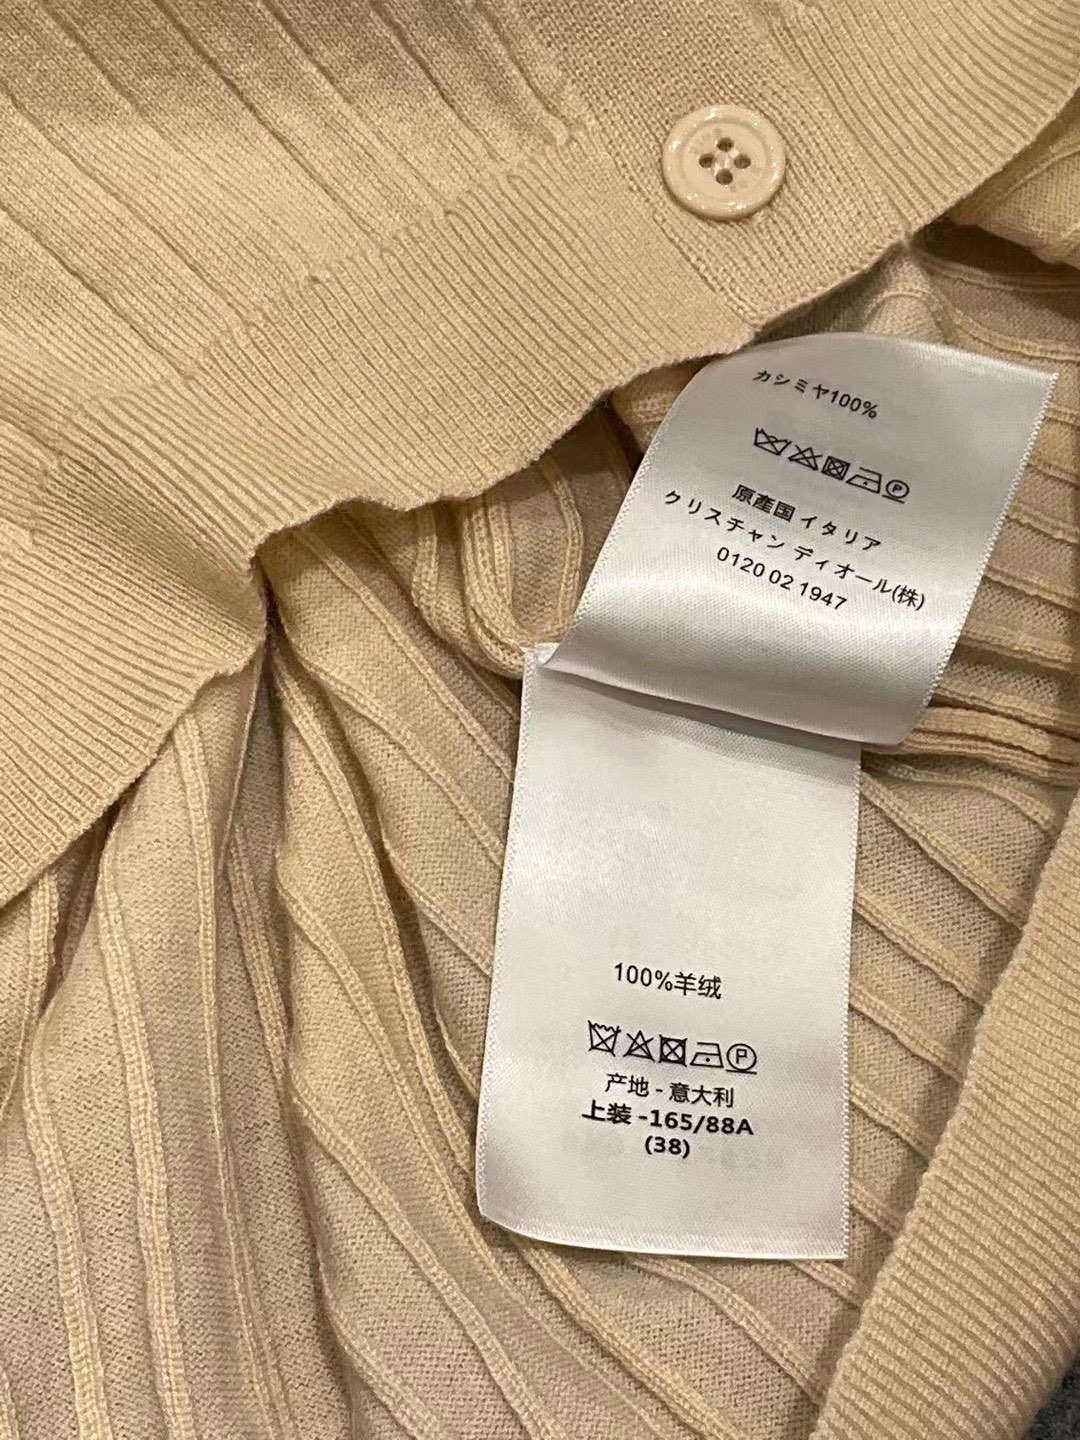 カシミヤ100%
P
原產国 イタリア
クリスチャン ディオール(株)
0120 02 1947
100%羊绒
P
产地 - 意大利
上装 -165/88A
(38)